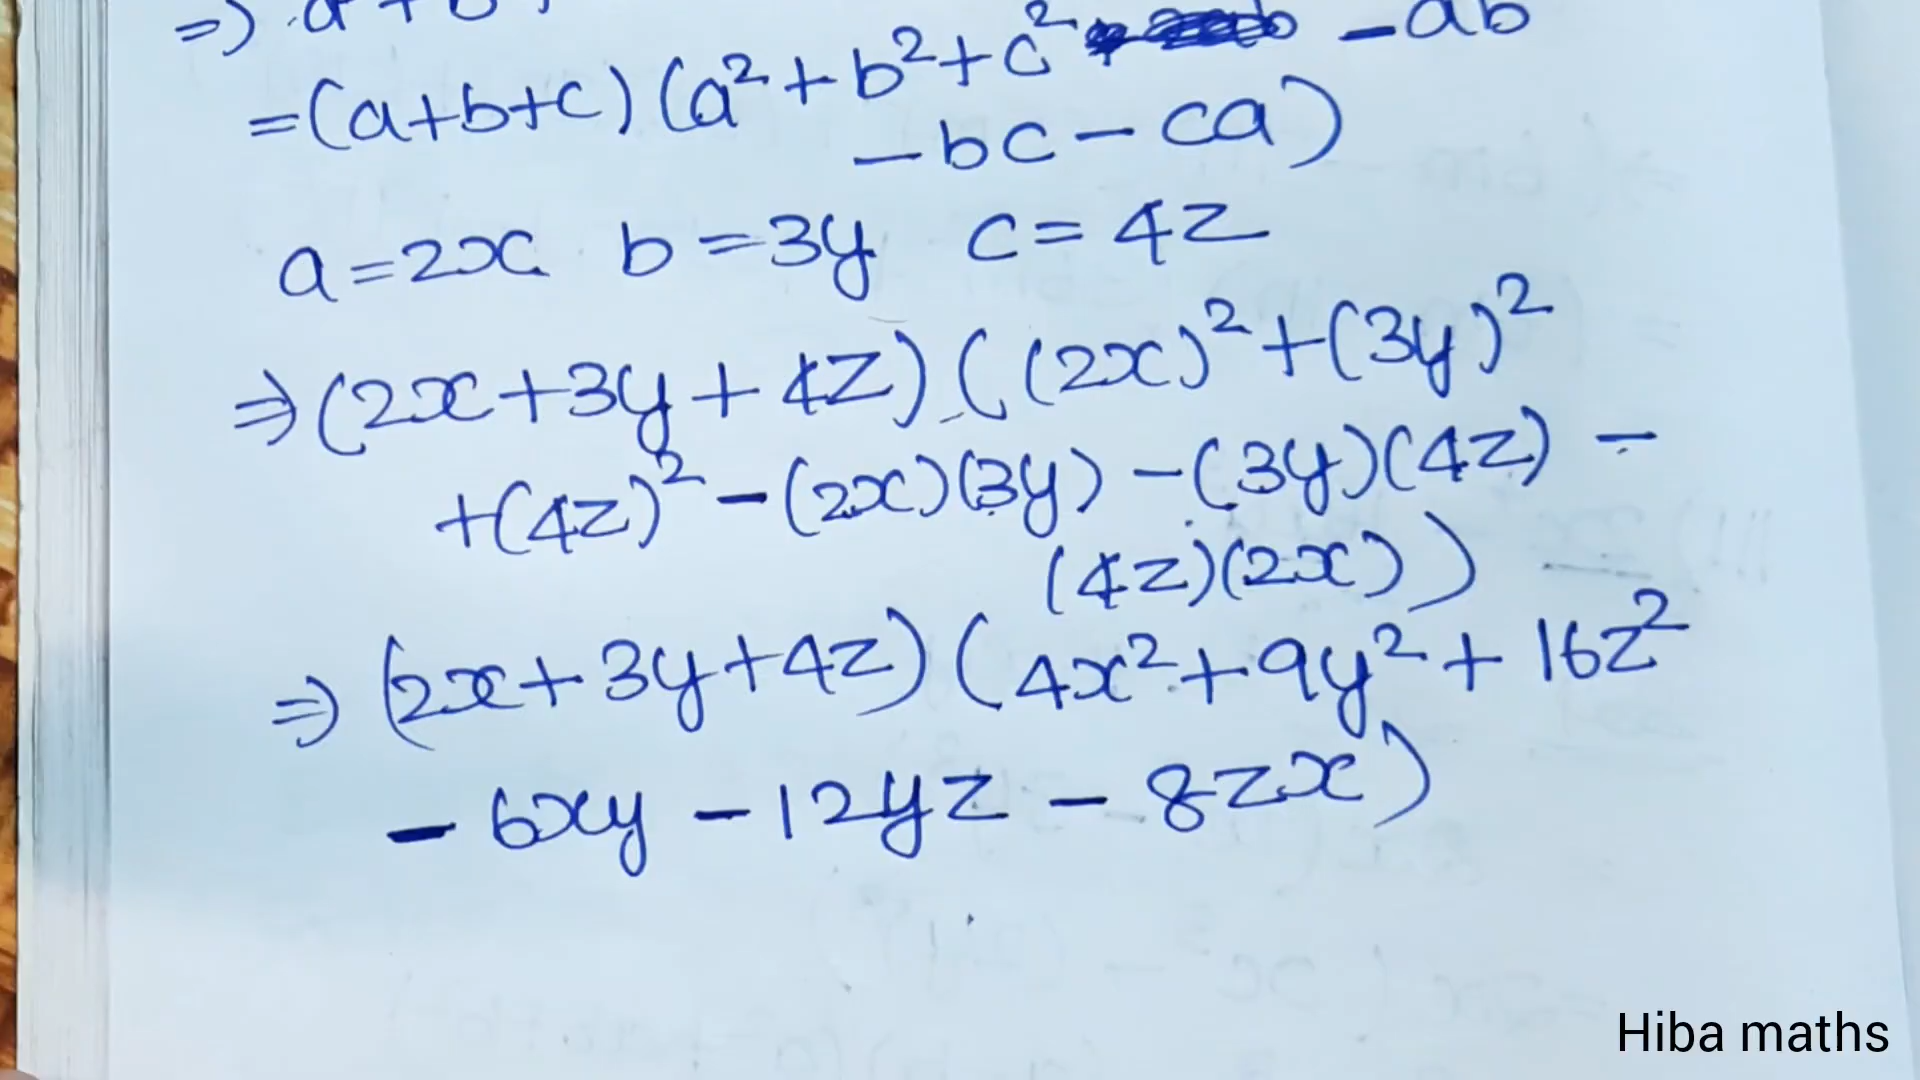 =) a + b
= (a+b+c) (a² + b² + c² - ab
- bc - ca)
a = 2x b = 3y c = 4z
⇒ (2x + 3y + 4z) ( (2x)² + (3y)²
+ (4z)² - (2x)(3y) - (3y)(4z) -
(4z)(2x) )
⇒ (2x + 3y + 4z) ( 4x² + 9y² + 16z²
- 6xy - 12yz - 8zx )
Hiba maths